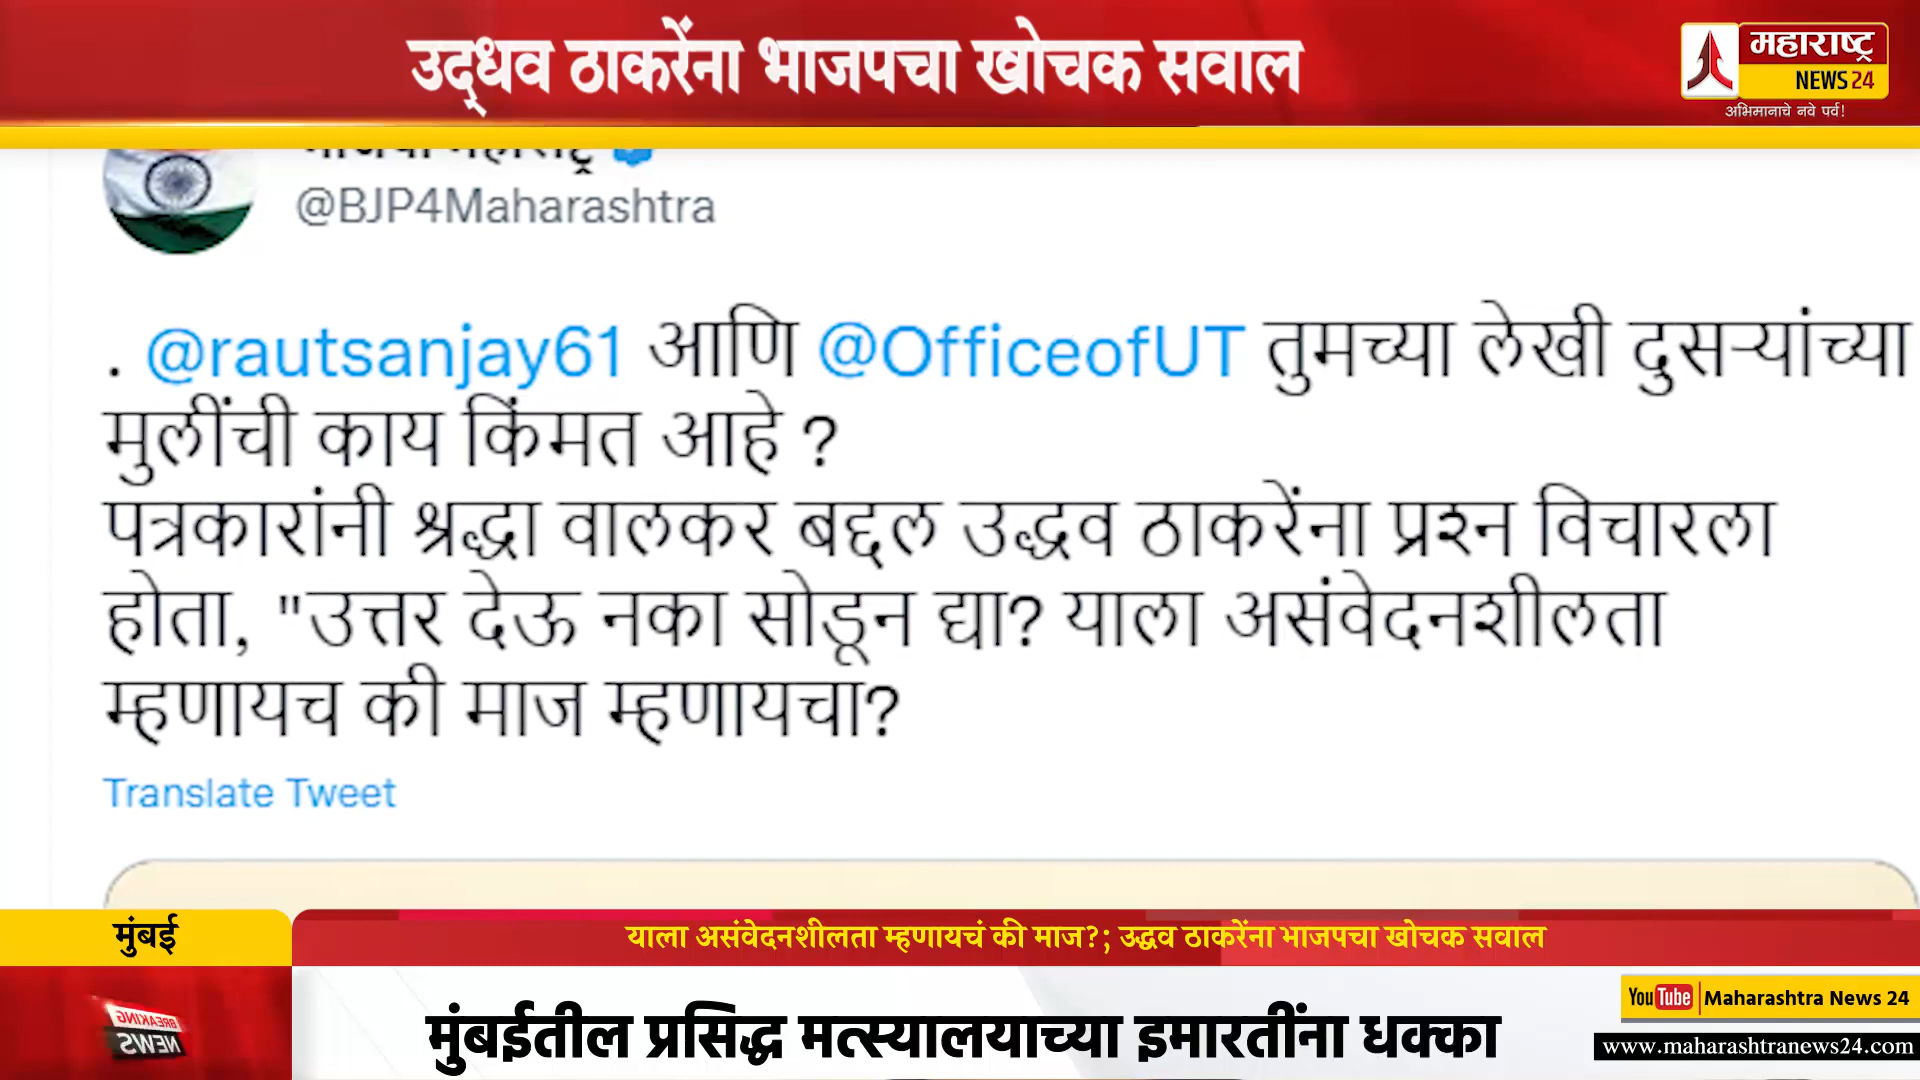 उद्धव ठाकरेंना भाजपचा खोचक सवाल
महाराष्ट्र
NEWS 24
अभिमानाचे नवे पर्व!
@BJP4Maharashtra
. @rautsanjay61 आणि @OfficeofUT तुमच्या लेखी दुसऱ्यांच्या
मुलींची काय किंमत आहे ?
पत्रकारांनी श्रद्धा वालकर बद्दल उद्धव ठाकरेंना प्रश्न विचारला
होता, "उत्तर देऊ नका सोडून द्या? याला असंवेदनशीलता
म्हणायच की माज म्हणायचा?
Translate Tweet
मुंबई
याला असंवेदनशीलता म्हणायचं की माज?; उद्धव ठाकरेंना भाजपचा खोचक सवाल
BREAKING
NEWS
मुंबईतील प्रसिद्ध मत्स्यालयाच्या इमारतींना धक्का
YouTube Maharashtra News 24
www.maharashtranews24.com